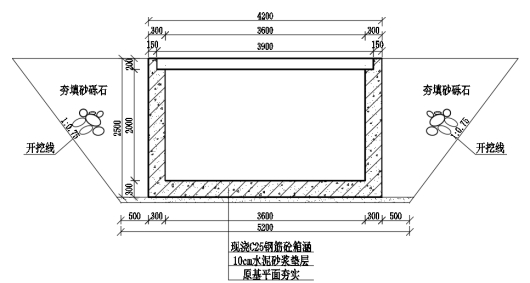 4200
300 3600 300
150 3900 150
夯填砂砾石 200 夯填砂砾石
1:0.75 2500 2000 1:0.75
开挖线 开挖线
300
500 300 3600 300 500
5200
现浇C25钢筋砼箱涵
10cm水泥砂浆垫层
原基平面夯实